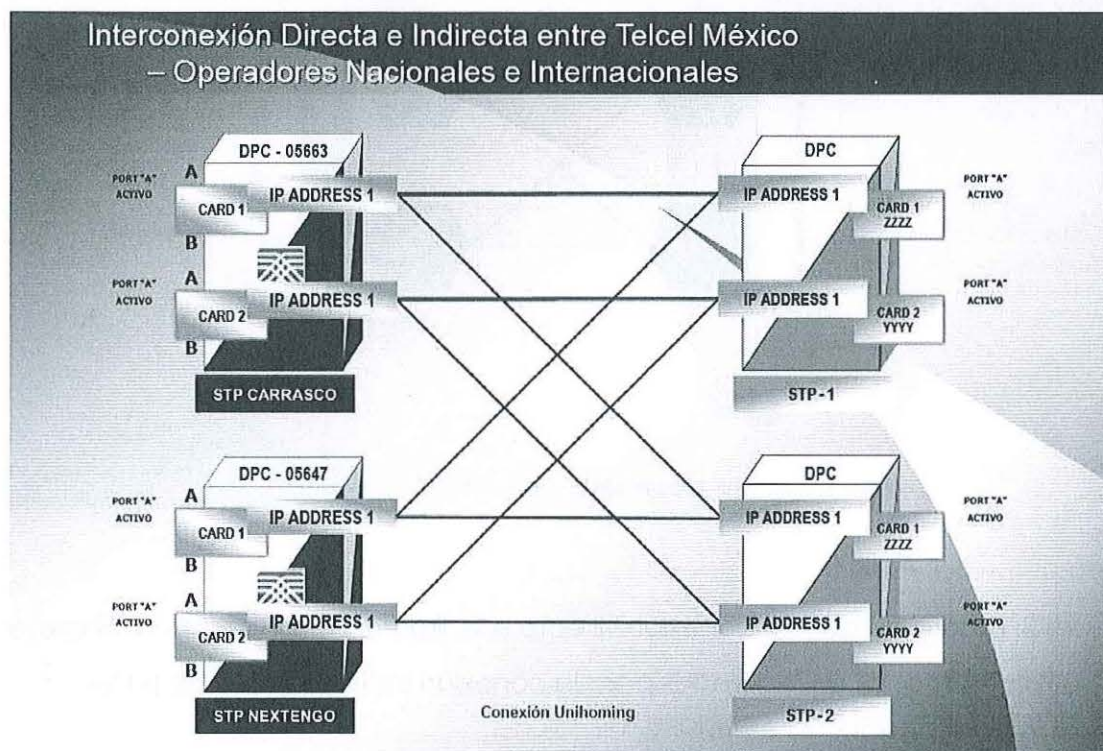 Interconexión Directa e Indirecta entre Telcel México
– Operadores Nacionales e Internacionales
DPC - 05663
A
PORT "A"
ACTIVO
CARD 1
IP ADDRESS 1
B
A
PORT "A"
ACTIVO
CARD 2
IP ADDRESS 1
B
STP CARRASCO
DPC
IP ADDRESS 1
CARD 1
ZZZZ
PORT "A"
ACTIVO
IP ADDRESS 1
CARD 2
YYYY
PORT "A"
ACTIVO
STP-1
DPC - 05647
A
PORT "A"
ACTIVO
CARD 1
IP ADDRESS 1
B
A
PORT "A"
ACTIVO
CARD 2
IP ADDRESS 1
B
STP NEXTENGO
DPC
IP ADDRESS 1
CARD 1
ZZZZ
PORT "A"
ACTIVO
IP ADDRESS 1
CARD 2
YYYY
PORT "A"
ACTIVO
STP-2
Conexión Unihoming